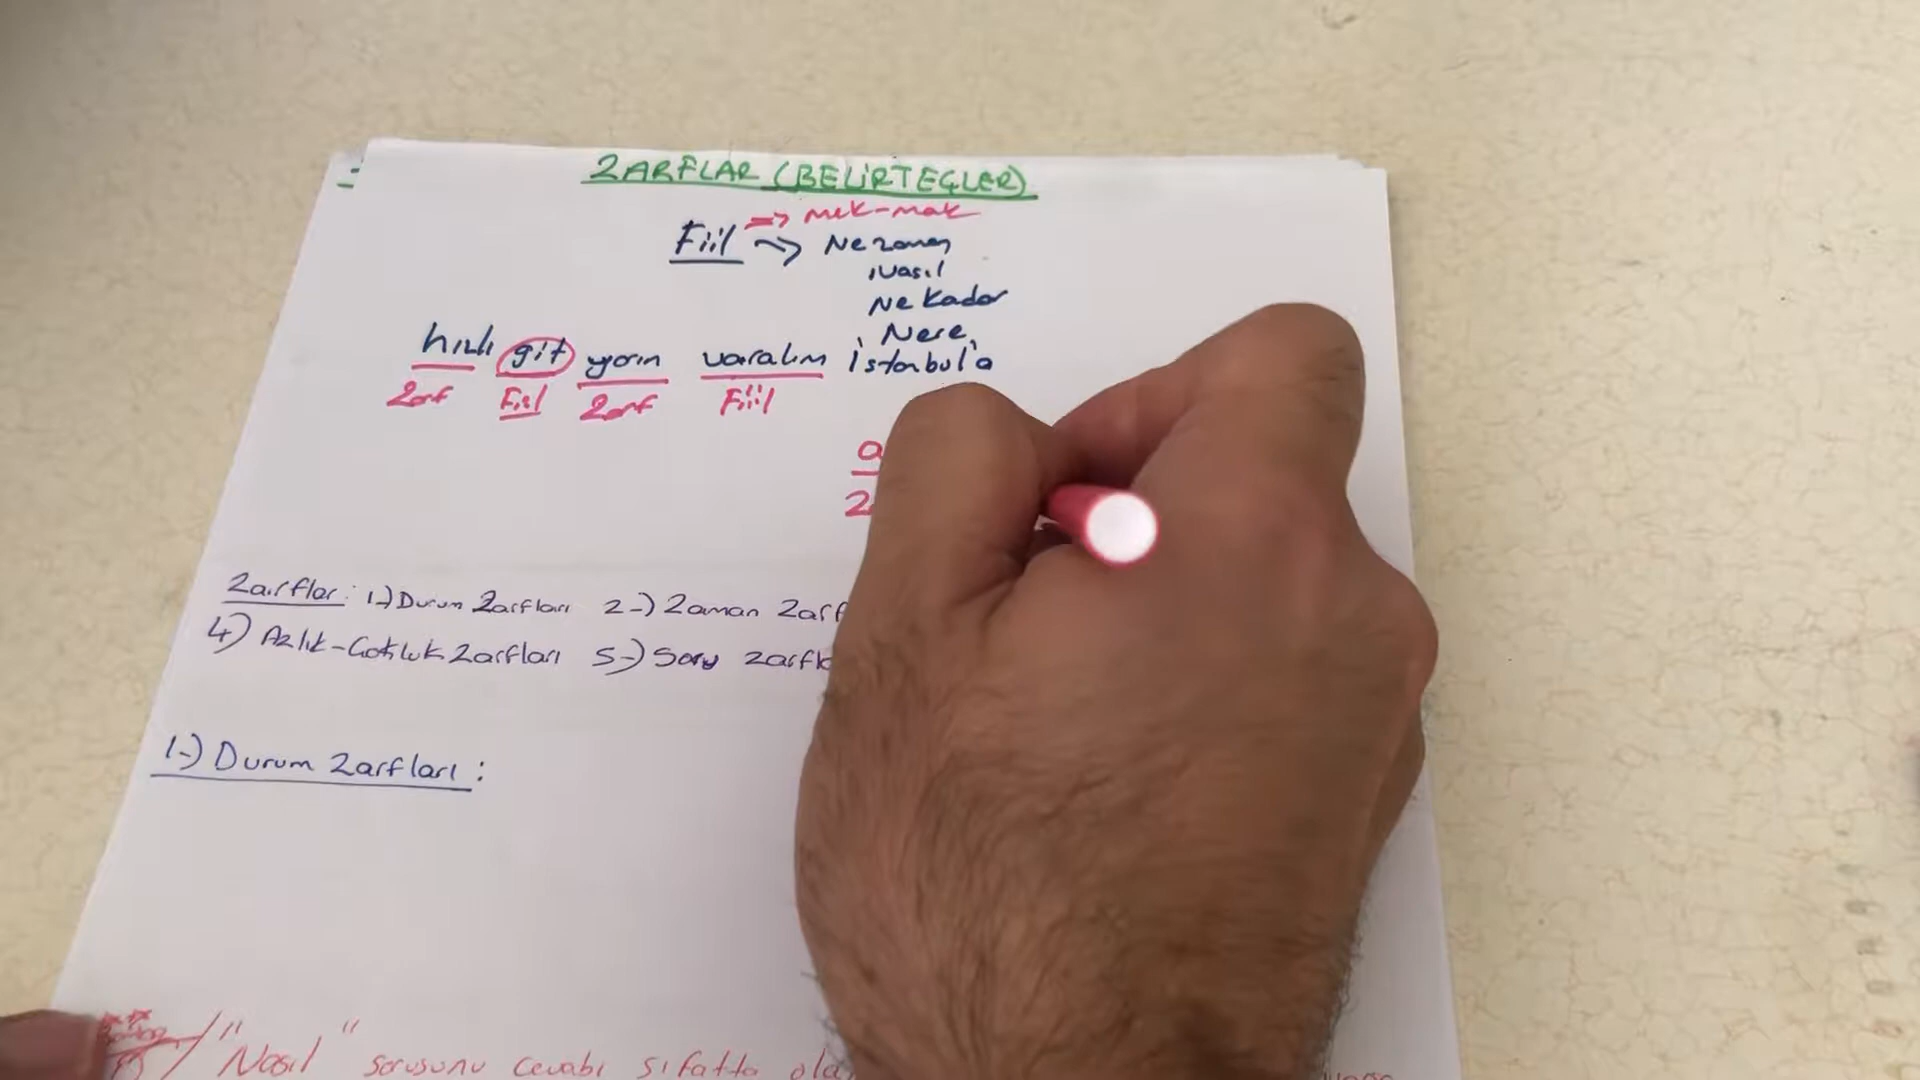 ZARFLAR (BELİRTEÇLER)
Fiil => mek-mak
Ne zaman
Nasıl
Ne Kadar
Nere
hızlı git yarın varalım İstanbul'a
Zarf Fiil Zarf Fiil
a
Zarflar: 1-) Durum Zarfları 2-) Zaman Zarf
4) Azlık-Çokluk Zarfları 5-) Soru Zarfla
1-) Durum Zarfları:
"Nasıl" sorusunu cevabı sıfatta ola